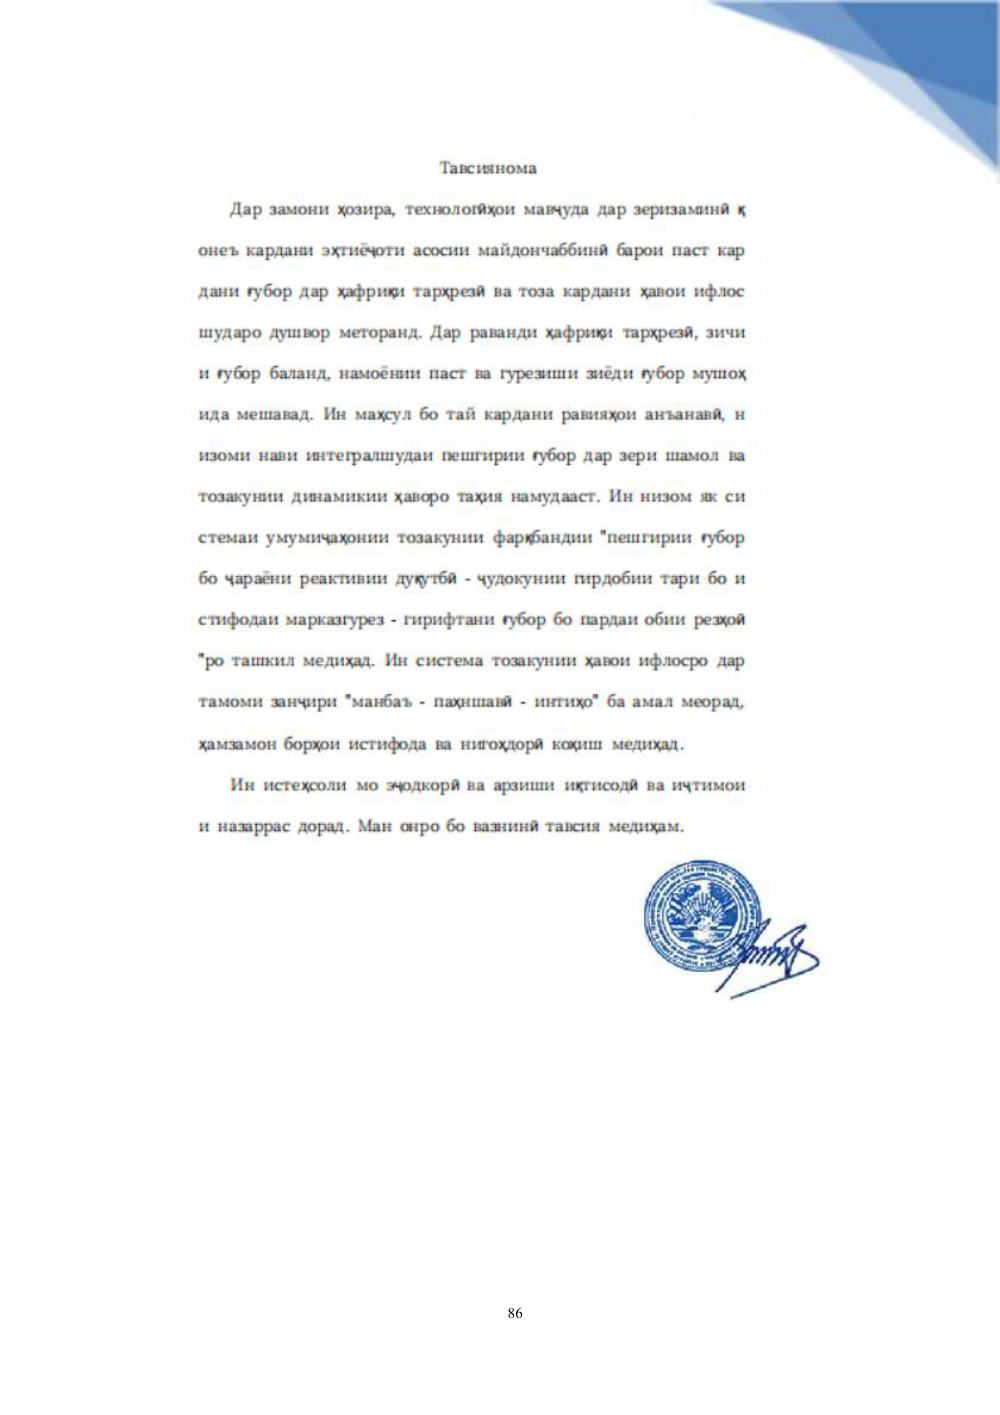 Тавсиянома
Дар замони ҳозира, технологӣҳои мавҷуда дар зеризаминӣ қ
онеъ кардани эҳтиёҷоти асосии майдончаббинӣ барои паст кар
дани ғубор дар ҳафриқи тарҳрезӣ ва тоза кардани ҳавои ифлос
шударо душвор меторанд. Дар раванди ҳафриқи тарҳрезӣ, зичи
и ғубор баланд, намоёнии паст ва гурезиши зиёди ғубор мушоҳ
ида мешавад. Ин маҳсул бо тай кардани равияҳои анъанавӣ, н
изоми нави интегралшудаи пешгирии ғубор дар зери шамол ва
тозакунии динамикии ҳаворо таҳия намудааст. Ин низом як си
стемаи умумиҷаҳонии тозакунии фарқбандии "пешгирии ғубор
бо ҷараёни реактивии дуқутбӣ - ҷудокунии гирдобии тари бо и
стифодаи марказгурез - гирифтани ғубор бо пардаи обии резҳоӣ
"ро ташкил медиҳад. Ин система тозакунии ҳавои ифлосро дар
тамоми занҷири "манбаъ - паҳншавӣ - интиҳо" ба амал меорад,
ҳамзамон борҳои истифода ва нигоҳдорӣ коҳиш медиҳад.
Ин истеҳсоли мо эҷодкорӣ ва арзиши иқтисодӣ ва иҷтимои
и назаррас дорад. Ман онро бо вазнинӣ тавсия медиҳам.
86